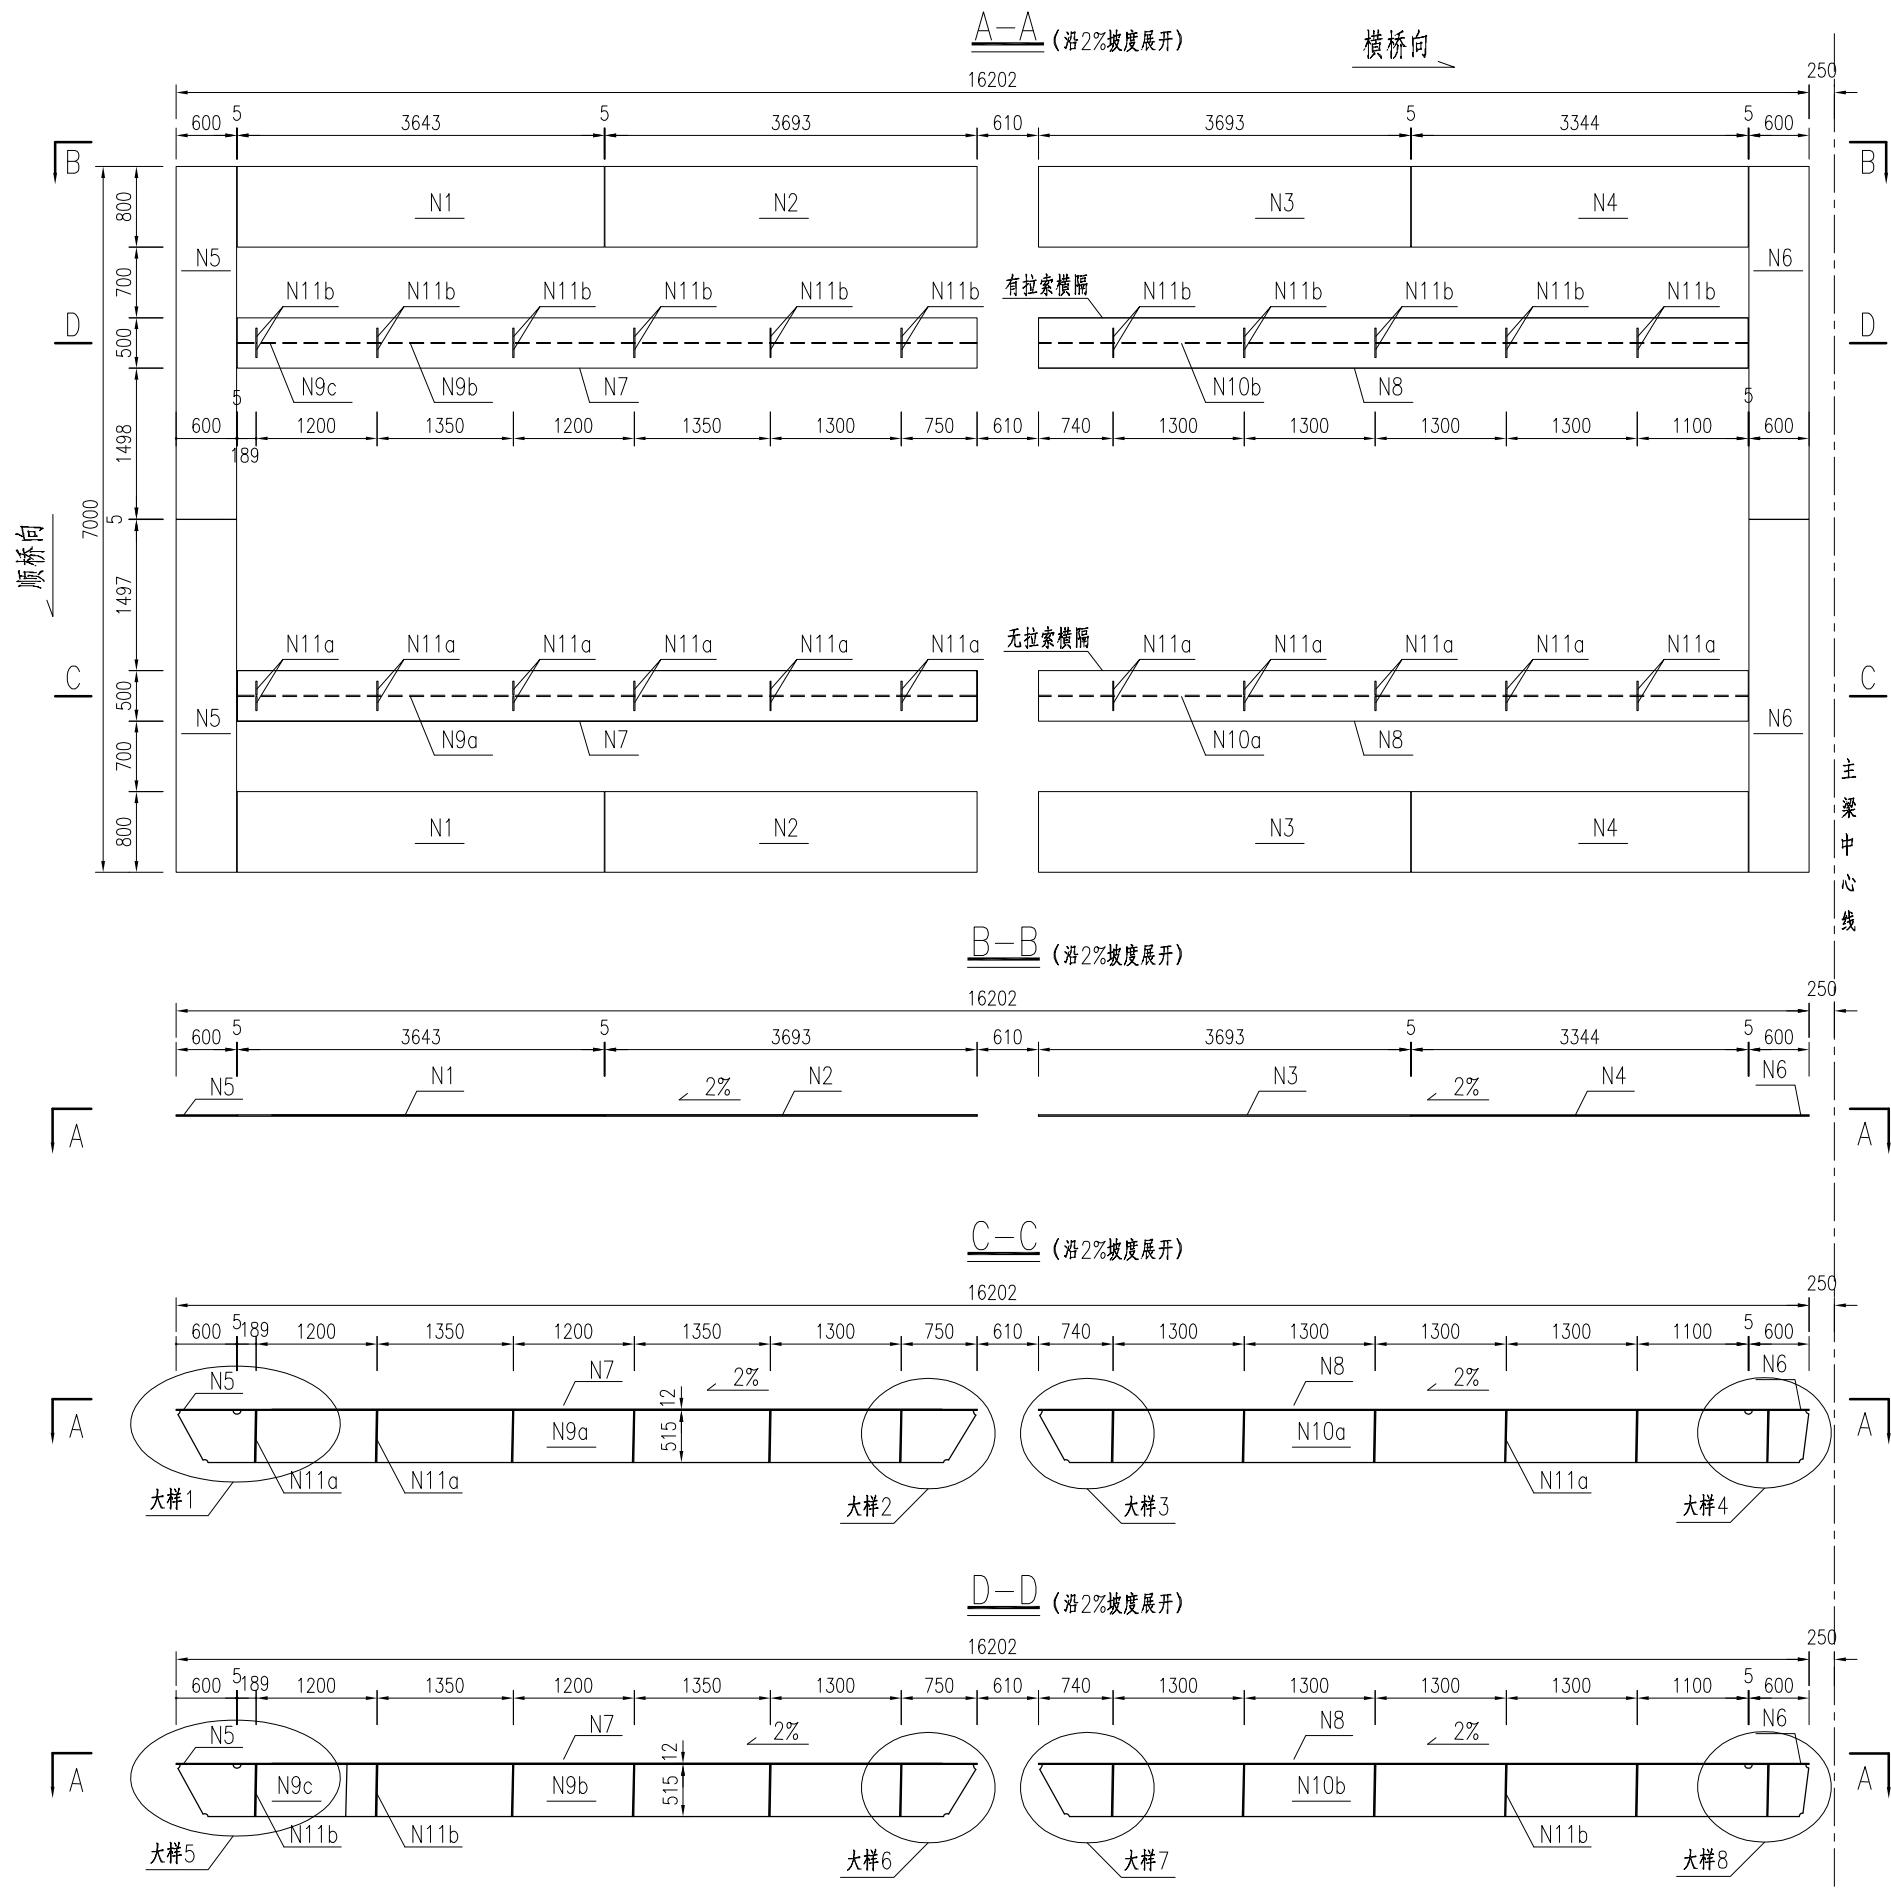 A-A (沿2%坡度展开)
横桥向
16202 250
600 5 3643 5 3693 610 3693 5 3344 5 600
B B
800 N1 N2 N3 N4
N5 N6
700 N11b N11b N11b N11b N11b N11b 有拉索横隔 N11b N11b N11b N11b N11b
D D
500
N9c N9b N7 N10b N8
5 5
1498 600 1200 1350 1200 1350 1300 750 610 740 1300 1300 1300 1300 1100 600
189
7000 5
顺桥向
1497
N11a N11a N11a N11a N11a N11a 无拉索横隔 N11a N11a N11a N11a N11a
C C
500
N5 N6
N9a N7 N10a N8
700
主梁中心线
800 N1 N2 N3 N4
B-B (沿2%坡度展开)
16202 250
600 5 3643 5 3693 610 3693 5 3344 5 600
N5 N1 2% N2 N3 2% N4 N6
A A
C-C (沿2%坡度展开)
16202 250
600 5 189 1200 1350 1200 1350 1300 750 610 740 1300 1300 1300 1300 1100 5 600
N5 N7 2% N8 2% N6
12
A A
N9a 515 N10a
N11a N11a N11a
大样1 大样2 大样3 大样4
D-D (沿2%坡度展开)
16202 250
600 5 189 1200 1350 1200 1350 1300 750 610 740 1300 1300 1300 1300 1100 5 600
N5 N7 2% N8 2% N6
12
A A
N9c N9b 515 N10b
N11b N11b N11b
大样5 大样6 大样7 大样8